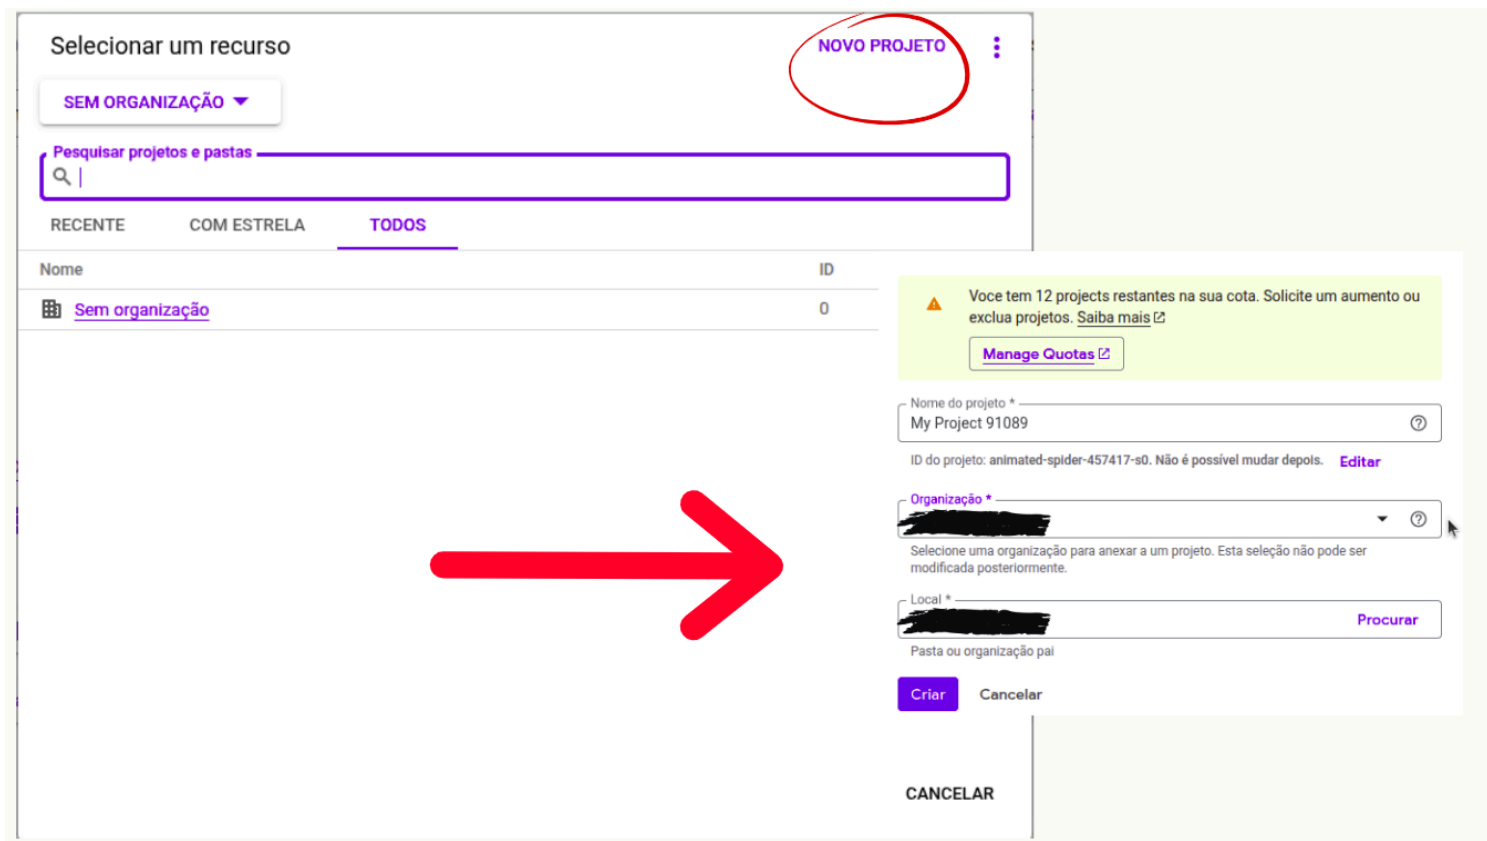 Selecionar um recurso
NOVO PROJETO
SEM ORGANIZAÇÃO
Pesquisar projetos e pastas
RECENTE COM ESTRELA TODOS
Nome ID
Sem organização 0
Voce tem 12 projects restantes na sua cota. Solicite um aumento ou
exclua projetos. Saiba mais
Manage Quotas
Nome do projeto *
My Project 91089
ID do projeto: animated-spider-457417-s0. Não é possível mudar depois. Editar
Organização *
Selecione uma organização para anexar a um projeto. Esta seleção não pode ser
modificada posteriormente.
Local *
Procurar
Pasta ou organização pai
Criar Cancelar
CANCELAR